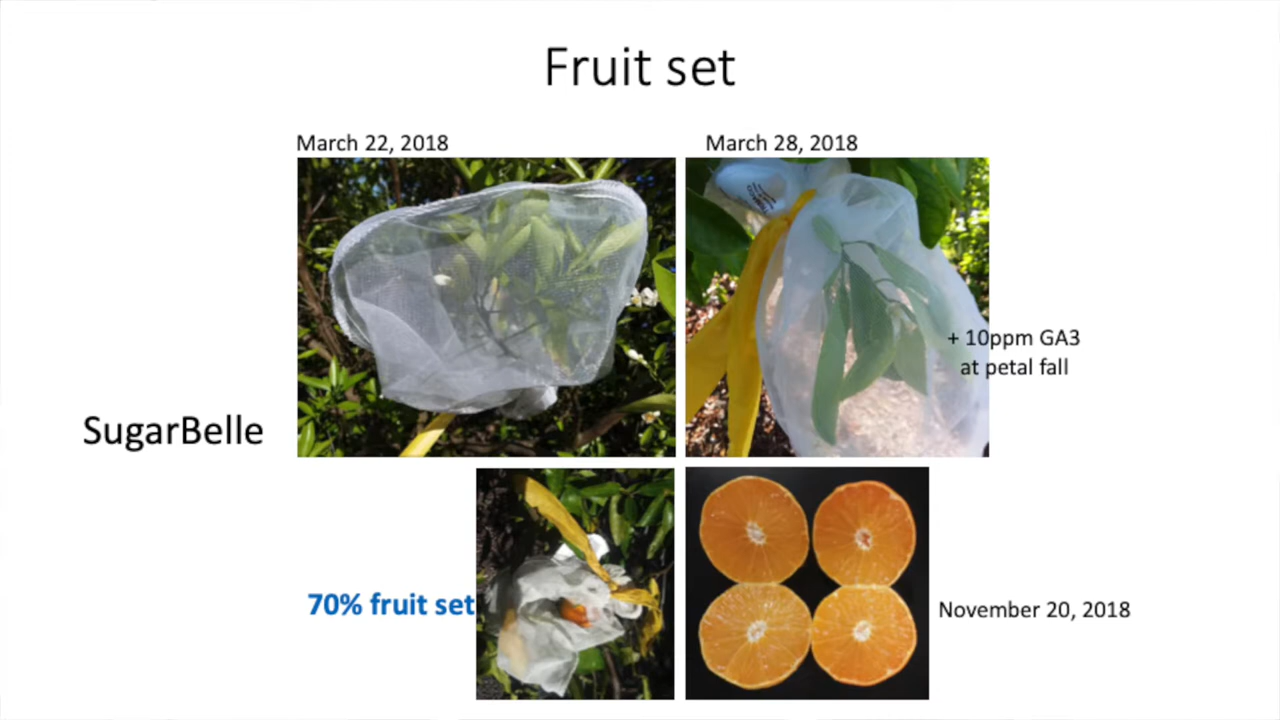 Fruit set
March 22, 2018
March 28, 2018
+ 10ppm GA3
at petal fall
SugarBelle
70% fruit set
November 20, 2018